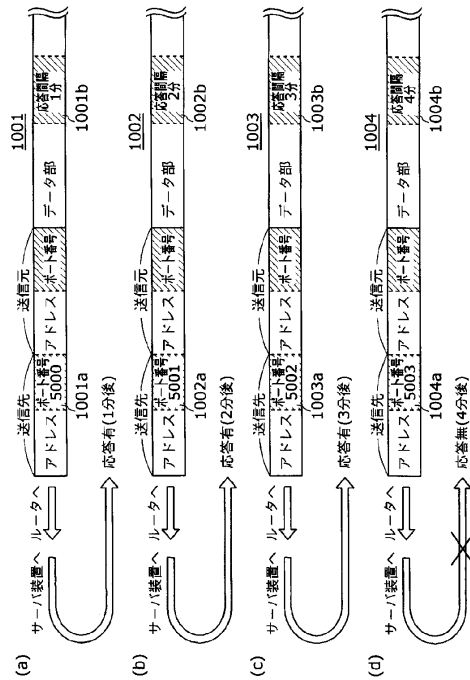 (a)
サーバ装置へ ルータへ
送信先 送信元 1001
アドレス ポート番号 5000 アドレス ポート番号 データ部 応答間隔 1分
1001a 1001b
応答有(1分後)
(b)
サーバ装置へ ルータへ
送信先 送信元 1002
アドレス ポート番号 5001 アドレス ポート番号 データ部 応答間隔 2分
1002a 1002b
応答有(2分後)
(c)
サーバ装置へ ルータへ
送信先 送信元 1003
アドレス ポート番号 5002 アドレス ポート番号 データ部 応答間隔 3分
1003a 1003b
応答有(3分後)
(d)
サーバ装置へ ルータへ
送信先 送信元 1004
アドレス ポート番号 5003 アドレス ポート番号 データ部 応答間隔 4分
1004a 1004b
応答無(4分後)